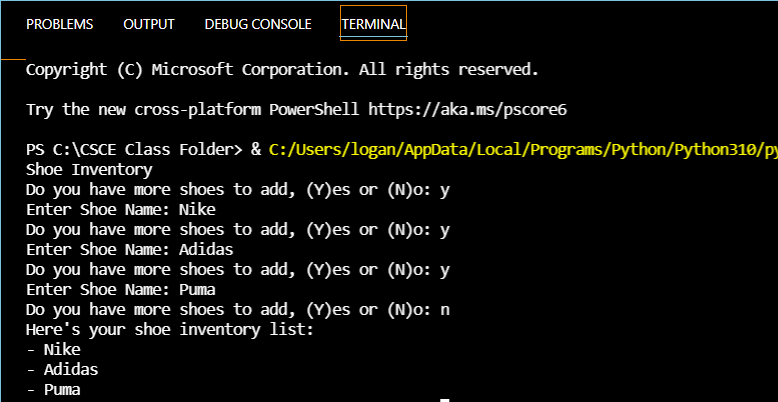 PROBLEMS OUTPUT DEBUG CONSOLE TERMINAL
Copyright (C) Microsoft Corporation. All rights reserved.
Try the new cross-platform PowerShell https://aka.ms/pscore6
PS C:\CSCE Class Folder> & C:/Users/logan/AppData/Local/Programs/Python/Python310/py
Shoe Inventory
Do you have more shoes to add, (Y)es or (N)o: y
Enter Shoe Name: Nike
Do you have more shoes to add, (Y)es or (N)o: y
Enter Shoe Name: Adidas
Do you have more shoes to add, (Y)es or (N)o: y
Enter Shoe Name: Puma
Do you have more shoes to add, (Y)es or (N)o: n
Here's your shoe inventory list:
- Nike
- Adidas
- Puma